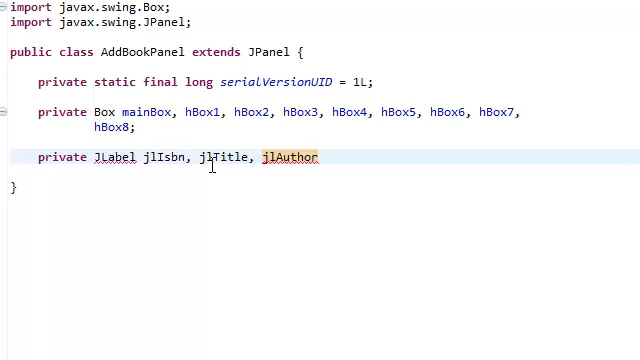 import javax.swing.Box;
import javax.swing.JPanel;
public class AddBookPanel extends JPanel {
private static final long serialVersionUID = 1L;
private Box mainBox, hBox1, hBox2, hBox3, hBox4, hBox5, hBox6, hBox7,
hBox8;
private JLabel jlIsbn, jlTitle, jlAuthor
}